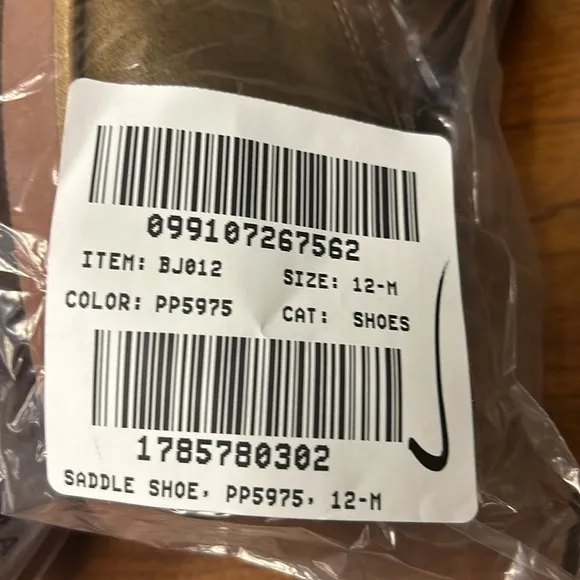 099107267562
ITEM: BJ012 SIZE: 12-M
COLOR: PP5975 CAT: SHOES
1785780302
SADDLE SHOE, PP5975, 12-M